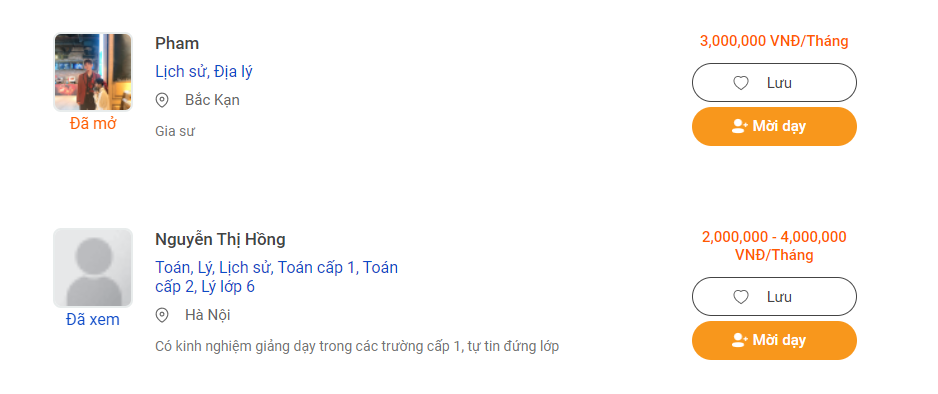 Pham
3,000,000 VNĐ/Tháng
Lịch sử, Địa lý
Lưu
Bắc Kạn
Đã mở
Gia sư
Mời dạy
Nguyễn Thị Hồng
2,000,000 - 4,000,000
VNĐ/Tháng
Toán, Lý, Lịch sử, Toán cấp 1, Toán
cấp 2, Lý lớp 6
Lưu
Hà Nội
Đã xem
Có kinh nghiệm giảng dạy trong các trường cấp 1, tự tin đứng lớp
Mời dạy